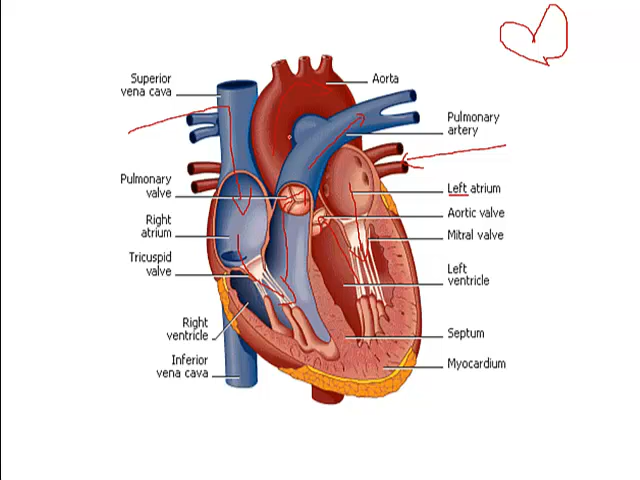 Superior
vena cava
Aorta
Pulmonary
artery
Pulmonary
valve
Left atrium
Right
atrium
Aortic valve
Mitral valve
Tricuspid
valve
Left
ventricle
Right
ventricle
Septum
Inferior
vena cava
Myocardium